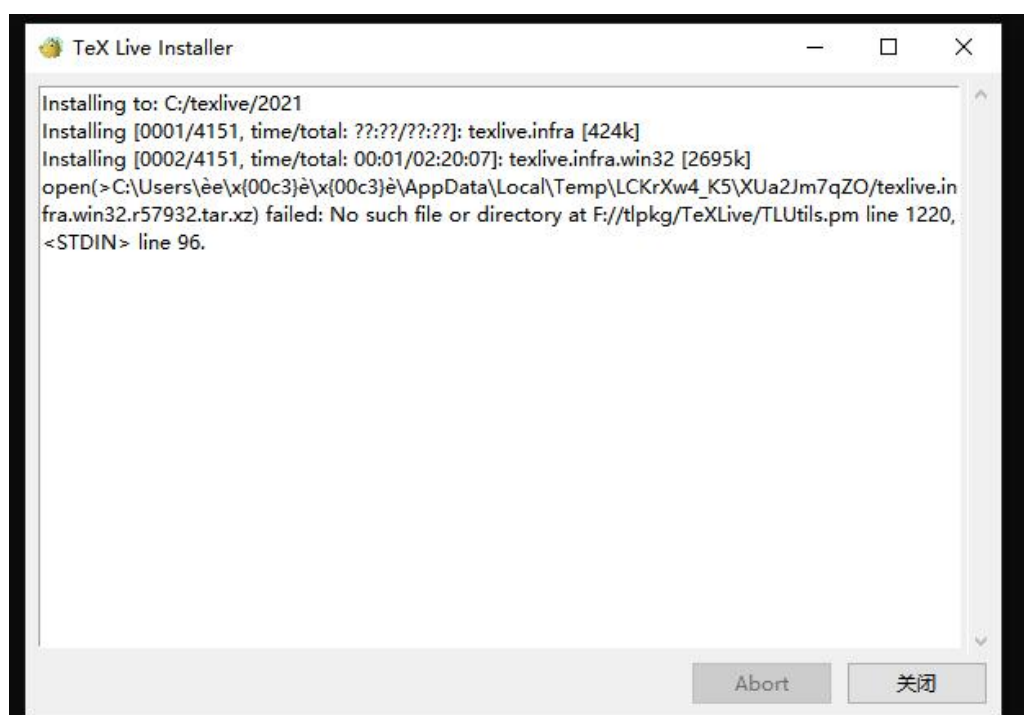 TeX Live Installer
Installing to: C:/texlive/2021
Installing [0001/4151, time/total: ??:??/??:??]: texlive.infra [424k]
Installing [0002/4151, time/total: 00:01/02:20:07]: texlive.infra.win32 [2695k]
open(>C:\Users\èe\x{00c3}è\x{00c3}è\AppData\Local\Temp\LCKrXw4_K5\XUa2Jm7qZO/texlive.in
fra.win32.r57932.tar.xz) failed: No such file or directory at F://tlpkg/TeXLive/TLUtils.pm line 1220,
<STDIN> line 96.
Abort
关闭